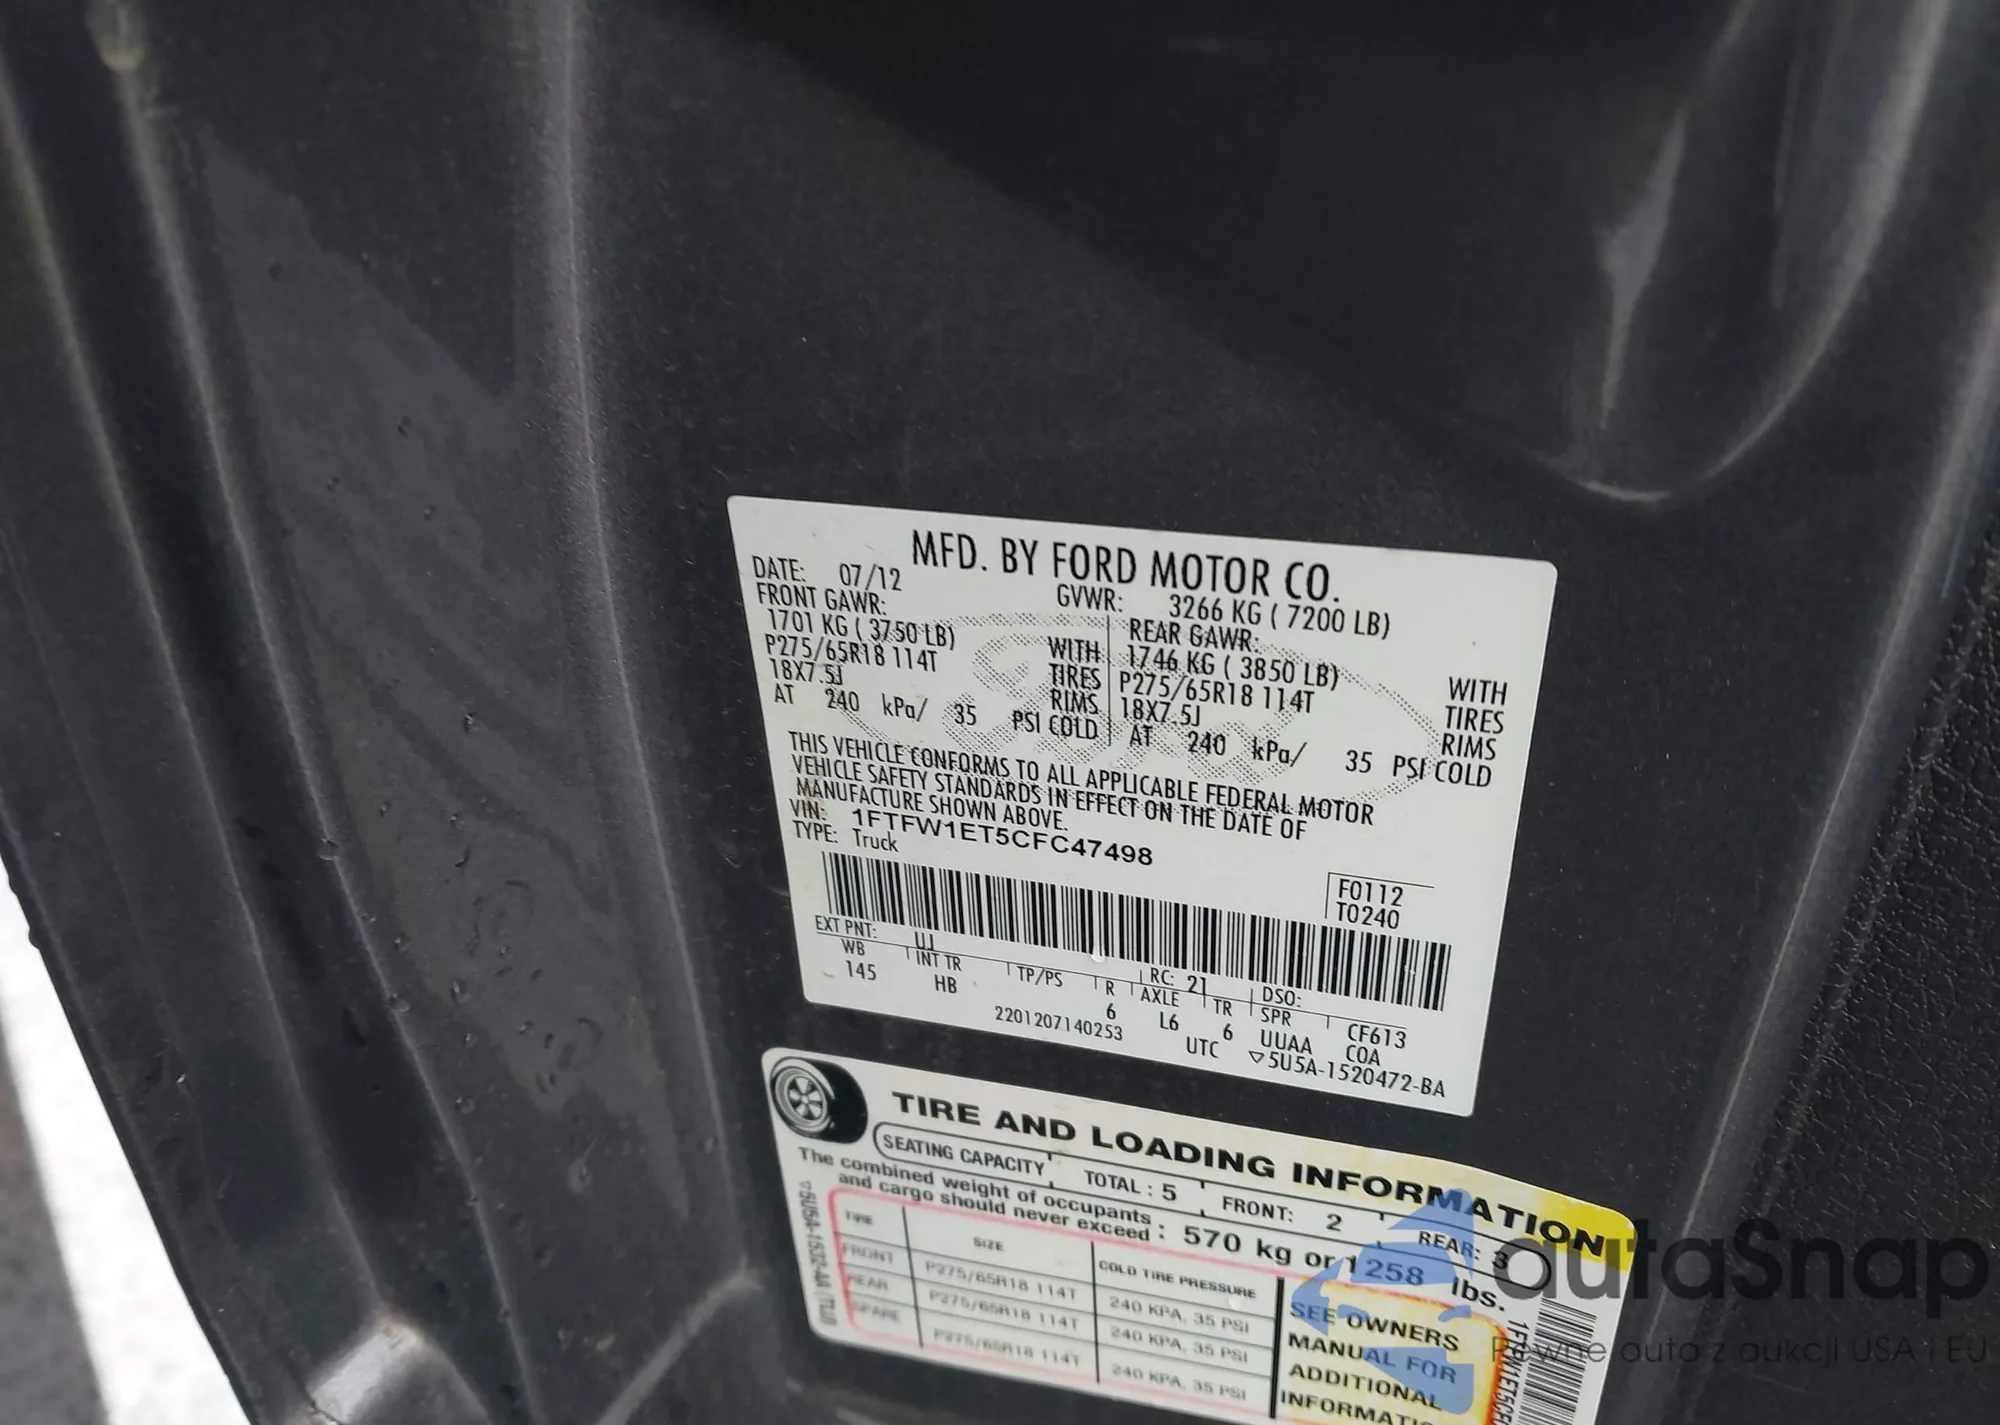 MFD. BY FORD MOTOR CO.
DATE: 07/12 GVWR: 3266 KG ( 7200 LB)
FRONT GAWR: REAR GAWR:
1701 KG ( 3750 LB) WITH 1746 KG ( 3850 LB) WITH
P275/65R18 114T TIRES P275/65R18 114T TIRES
18X7.5J RIMS 18X7.5J RIMS
AT 240 kPa/ 35 PSI COLD AT 240 kPa/ 35 PSI COLD
THIS VEHICLE CONFORMS TO ALL APPLICABLE FEDERAL MOTOR
VEHICLE SAFETY STANDARDS IN EFFECT ON THE DATE OF
MANUFACTURE SHOWN ABOVE.
VIN: 1FTFW1ET5CFC47498
TYPE: Truck
F0112
T0240
EXT PNT: UJ RC: 21 DSO:
WB INT TR TP/PS R AXLE TR SPR CF613
145 HB 6 L6 6 UUAA COA
2201207140253 UTC ▽5U5A-1520472-BA
TIRE AND LOADING INFORMATION
SEATING CAPACITY TOTAL : 5 FRONT: 2 REAR: 3
The combined weight of occupants
and cargo should never exceed : 570 kg or 1258 lbs.
TIRE SIZE COLD TIRE PRESSURE
FRONT P275/65R18 114T 240 KPA, 35 PSI
REAR P275/65R18 114T 240 KPA, 35 PSI
SPARE P275/65R18 114T 240 KPA, 35 PSI
SEE OWNERS
MANUAL FOR
ADDITIONAL
autaSnap
Pewne auta z aukcji USA i EU